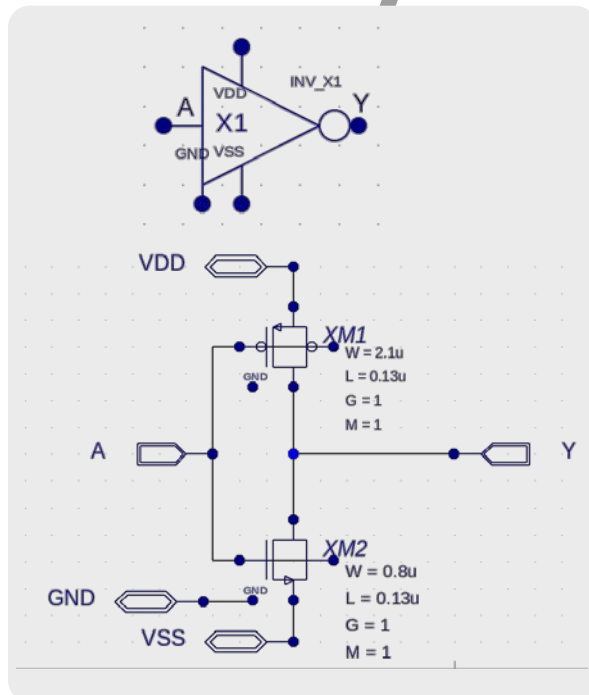 INV_X1
A
VDD
Y
X1
GND VSS
VDD
XM1
W = 2.1u
GND
L = 0.13u
G = 1
M = 1
A
Y
XM2
W = 0.8u
GND
GND
L = 0.13u
G = 1
VSS
M = 1